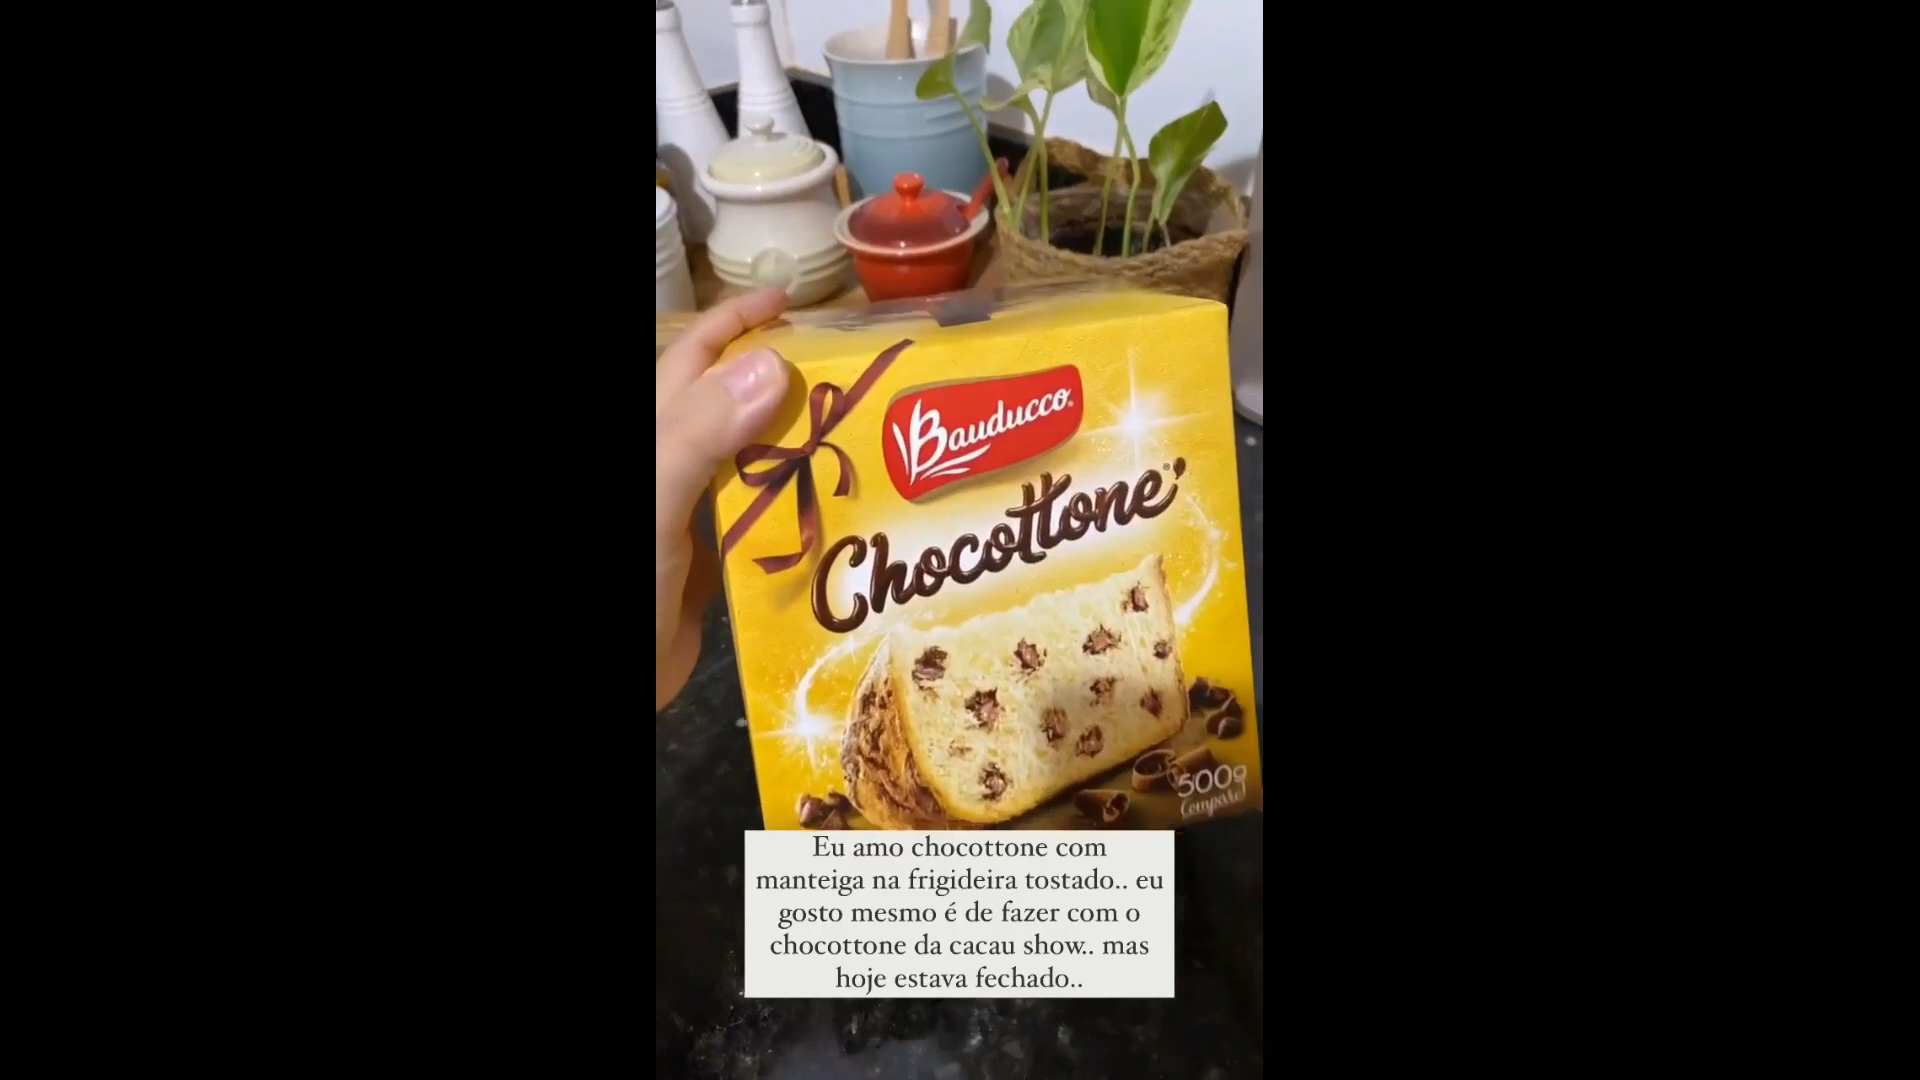 Bauducco
Chocottone
500g
Eu amo chocottone com
manteiga na frigideira tostado.. eu
gosto mesmo é de fazer com o
chocottone da cacau show.. mas
hoje estava fechado..